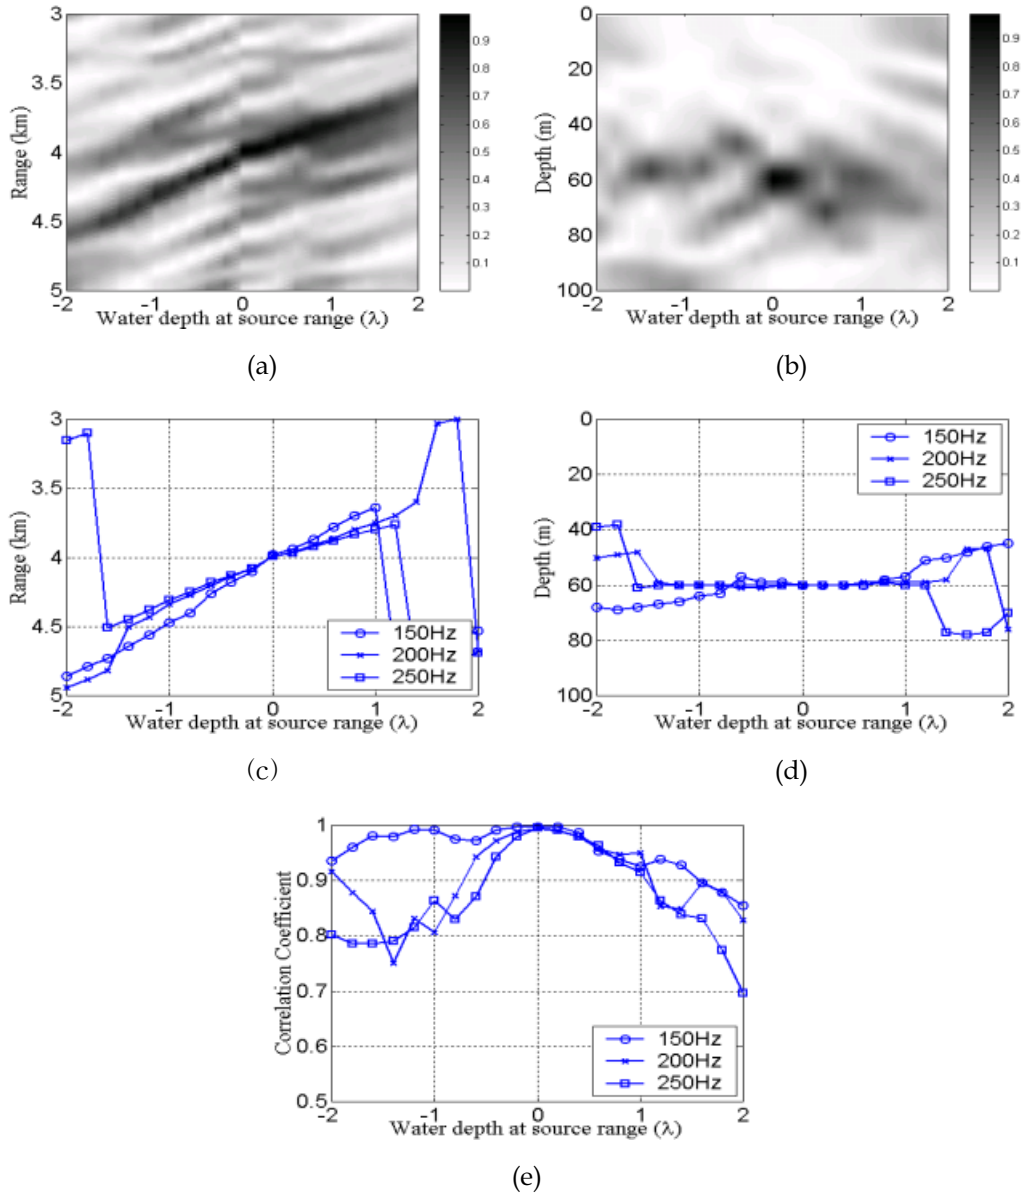 3
3.5
4
4.5
5
Range (km)
-2
-1
0
1
2
Water depth at source range (λ)
0.9
0.8
0.7
0.6
0.5
0.4
0.3
0.2
0.1
(a)
0
20
40
60
80
100
Depth (m)
-2
-1
0
1
2
Water depth at source range (λ)
0.9
0.8
0.7
0.6
0.5
0.4
0.3
0.2
0.1
(b)
3
3.5
4
4.5
5
Range (km)
150Hz
200Hz
250Hz
-2
-1
0
1
2
Water depth at source range (λ)
(c)
0
20
40
60
80
100
Depth (m)
150Hz
200Hz
250Hz
-2
-1
0
1
2
Water depth at source range (λ)
(d)
1
0.9
0.8
0.7
0.6
0.5
Correlation Coefficient
150Hz
200Hz
250Hz
-2
-1
0
1
2
Water depth at source range (λ)
(e)